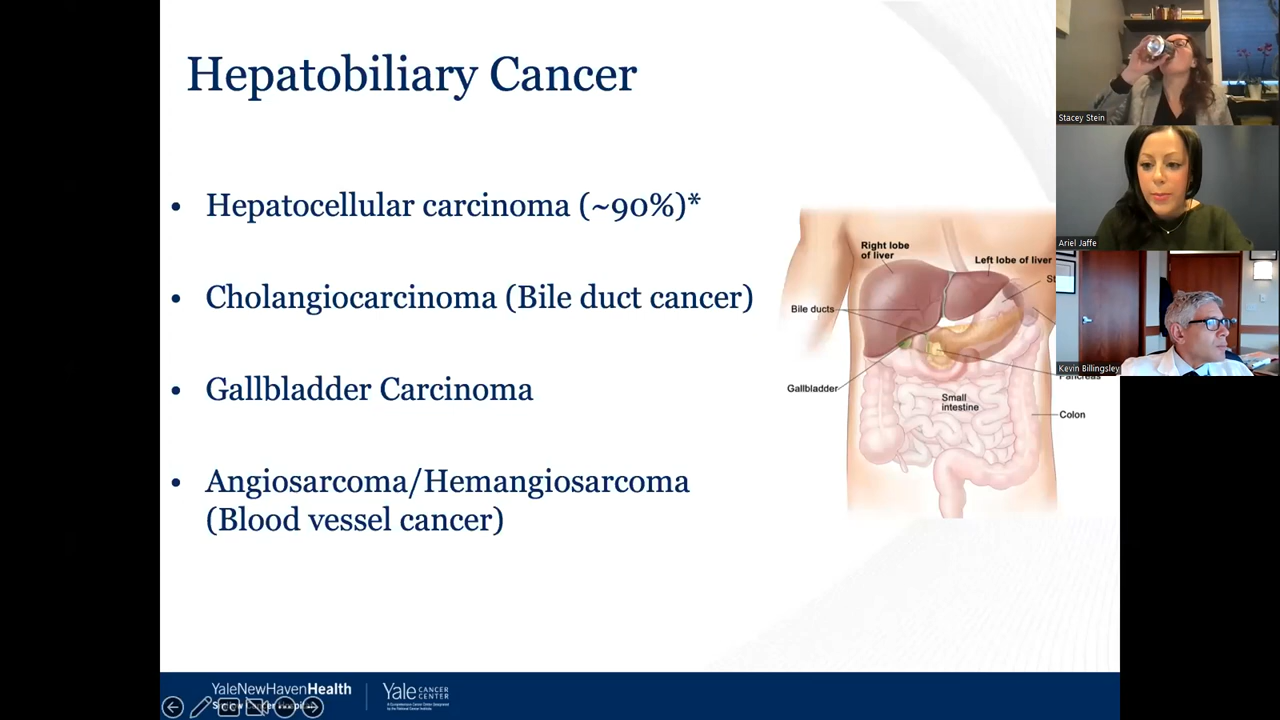 Hepatobiliary Cancer
• Hepatocellular carcinoma (~90%)*
• Cholangiocarcinoma (Bile duct cancer)
• Gallbladder Carcinoma
• Angiosarcoma/Hemangiosarcoma
(Blood vessel cancer)
Right lobe
of liver
Left lobe of liver
St
Bile ducts
Pancreas
Gallbladder
Small
intestine
Colon
Stacey Stein
Ariel Jaffe
Kevin Billingsley
YaleNewHavenHealth
Yale CANCER
CENTER